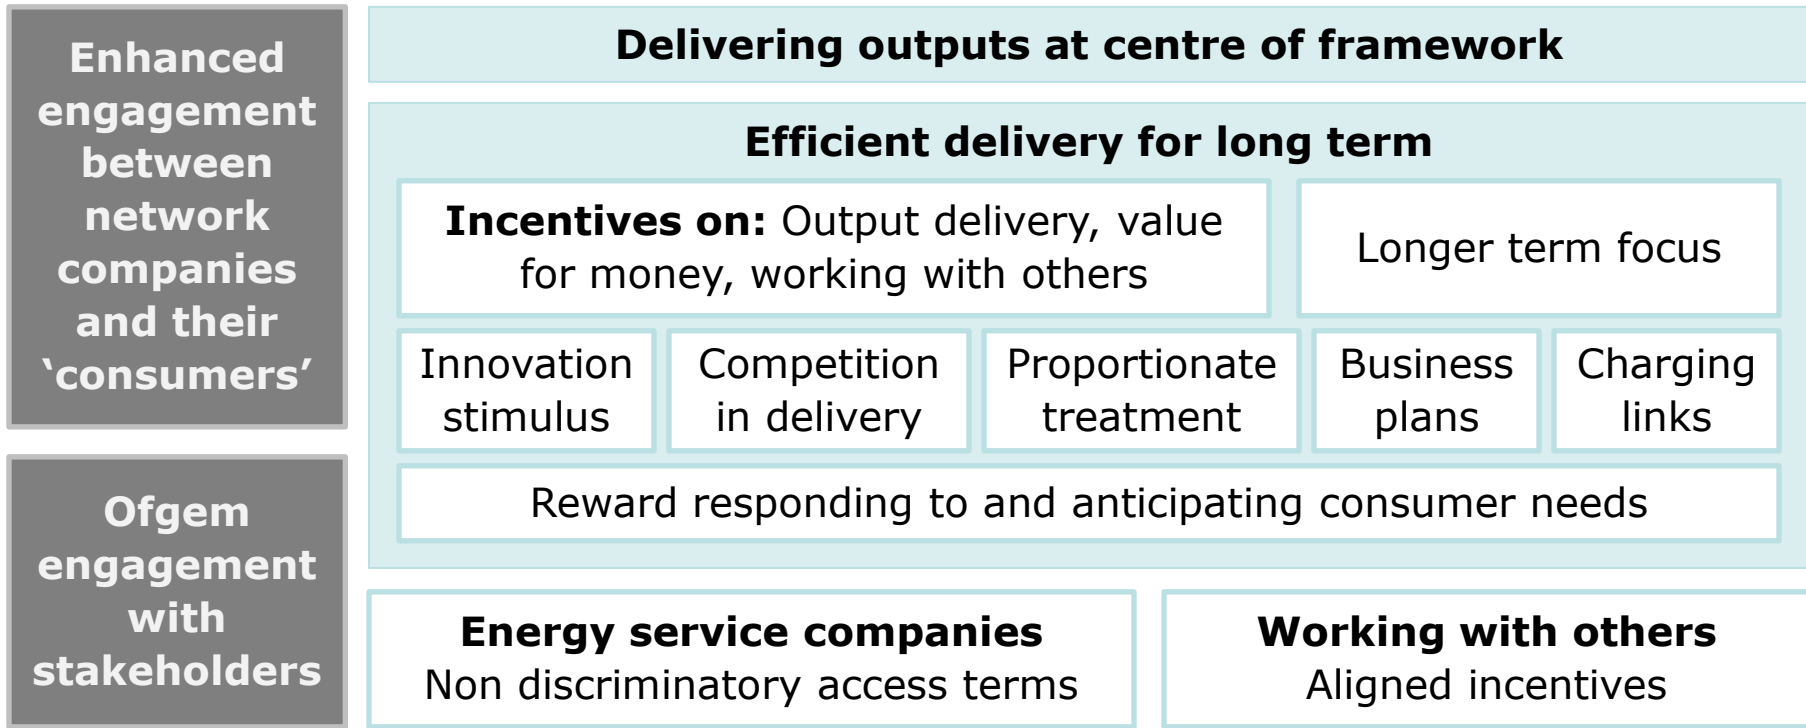 Enhanced
engagement
between
network
companies
and their
‘consumers’
Ofgem
engagement
with
stakeholders
Delivering outputs at centre of framework
Efficient delivery for long term
Incentives on: Output delivery, value
for money, working with others
Longer term focus
Innovation
stimulus
Competition
in delivery
Proportionate
treatment
Business
plans
Charging
links
Reward responding to and anticipating consumer needs
Energy service companies
Non discriminatory access terms
Working with others
Aligned incentives